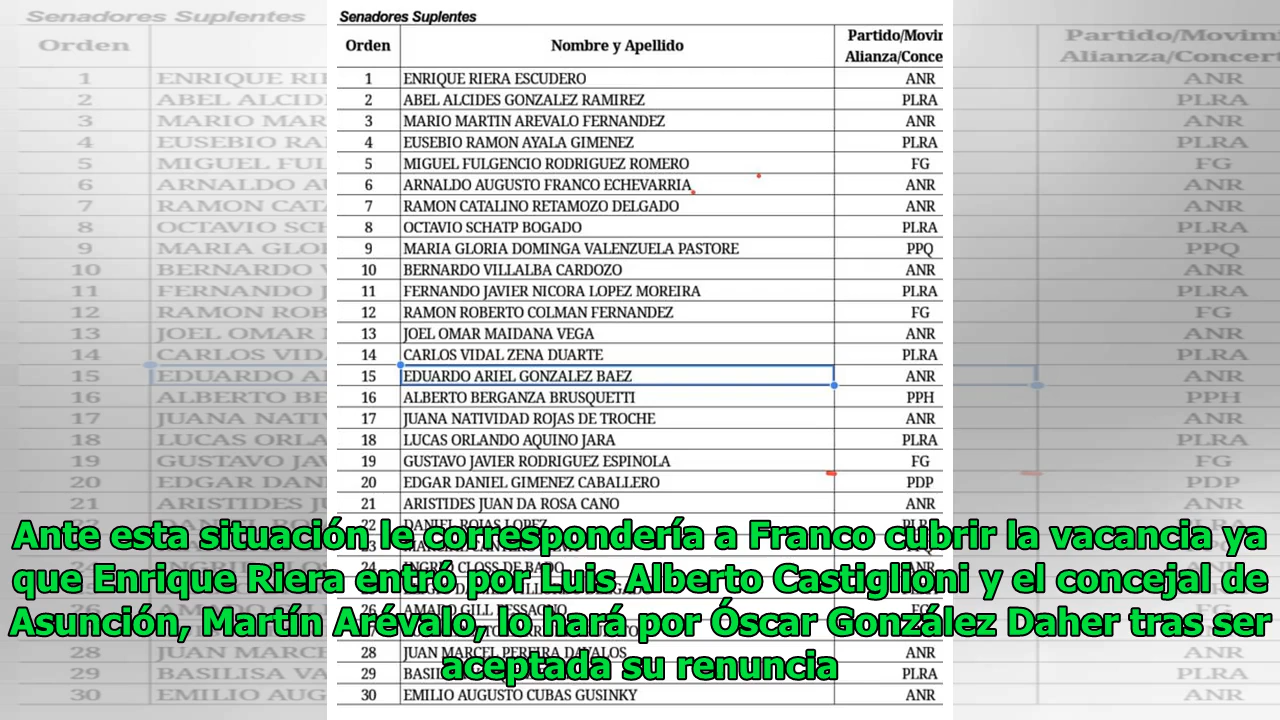 Senadores Suplentes
Orden Nombre y Apellido Partido/Movim
Alianza/Concer
1 ENRIQUE RIERA ESCUDERO ANR
2 ABEL ALCIDES GONZALEZ RAMIREZ PLRA
3 MARIO MARTIN AREVALO FERNANDEZ ANR
4 EUSEBIO RAMON AYALA GIMENEZ PLRA
5 MIGUEL FULGENCIO RODRIGUEZ ROMERO FG
6 ARNALDO AUGUSTO FRANCO ECHEVARRIA ANR
7 RAMON CATALINO RETAMOZO DELGADO ANR
8 OCTAVIO SCHATP BOGADO PLRA
9 MARIA GLORIA DOMINGA VALENZUELA PASTORE PPQ
10 BERNARDO VILLALBA CARDOZO ANR
11 FERNANDO JAVIER NICORA LOPEZ MOREIRA PLRA
12 RAMON ROBERTO COLMAN FERNANDEZ FG
13 JOEL OMAR MAIDANA VEGA ANR
14 CARLOS VIDAL ZENA DUARTE PLRA
15 EDUARDO ARIEL GONZALEZ BAEZ ANR
16 ALBERTO BERGANZA BRUSQUETTI PPH
17 JUANA NATIVIDAD ROJAS DE TROCHE ANR
18 LUCAS ORLANDO AQUINO JARA PLRA
19 GUSTAVO JAVIER RODRIGUEZ ESPINOLA FG
20 EDGAR DANIEL GIMENEZ CABALLERO PDP
21 ARISTIDES JUAN DA ROSA CANO ANR
22 DANIEL ROJAS LOPEZ PLRA
Ante esta situación le correspondería a Franco cubrir la vacancia ya
que Enrique Riera entró por Luis Alberto Castiglioni y el concejal de
Asunción, Martín Arévalo, lo hará por Óscar González Daher tras ser
aceptada su renuncia
28 JUAN MARCEL PEREIRA DAVALOS ANR
29 PLRA
30 EMILIO AUGUSTO CUBAS GUSINKY ANR